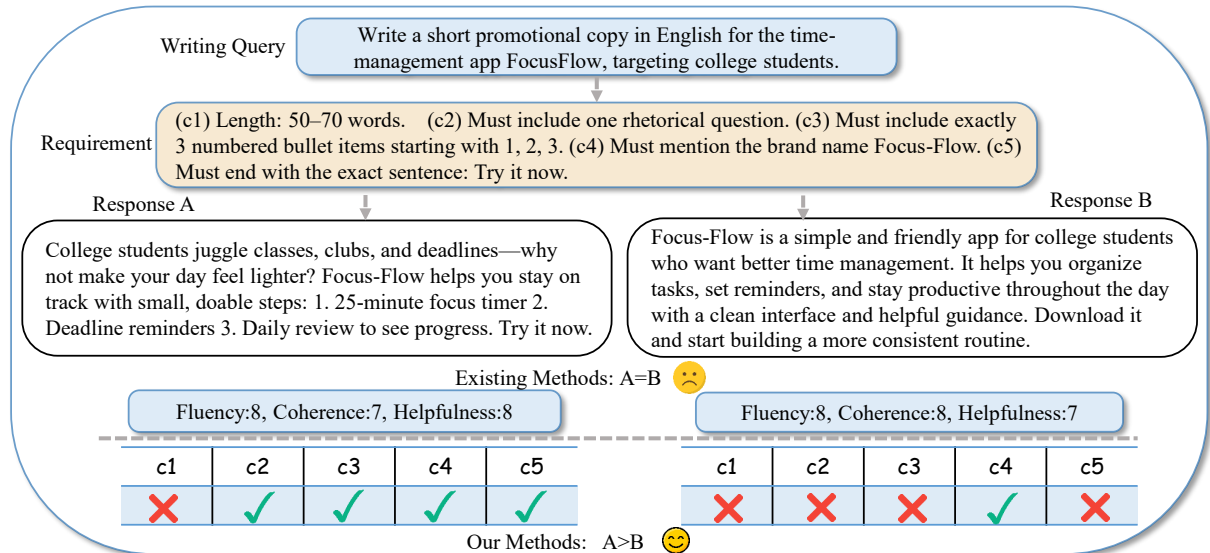 Writing Query
Write a short promotional copy in English for the time-
management app FocusFlow, targeting college students.
Requirement
(c1) Length: 50–70 words. (c2) Must include one rhetorical question. (c3) Must include exactly
3 numbered bullet items starting with 1, 2, 3. (c4) Must mention the brand name Focus-Flow. (c5)
Must end with the exact sentence: Try it now.
Response A
College students juggle classes, clubs, and deadlines—why
not make your day feel lighter? Focus-Flow helps you stay on
track with small, doable steps: 1. 25-minute focus timer 2.
Deadline reminders 3. Daily review to see progress. Try it now.
Response B
Focus-Flow is a simple and friendly app for college students
who want better time management. It helps you organize
tasks, set reminders, and stay productive throughout the day
with a clean interface and helpful guidance. Download it
and start building a more consistent routine.
Existing Methods: A=B
Fluency:8, Coherence:7, Helpfulness:8
Fluency:8, Coherence:8, Helpfulness:7
c1 c2 c3 c4 c5
c1 c2 c3 c4 c5
Our Methods: A>B